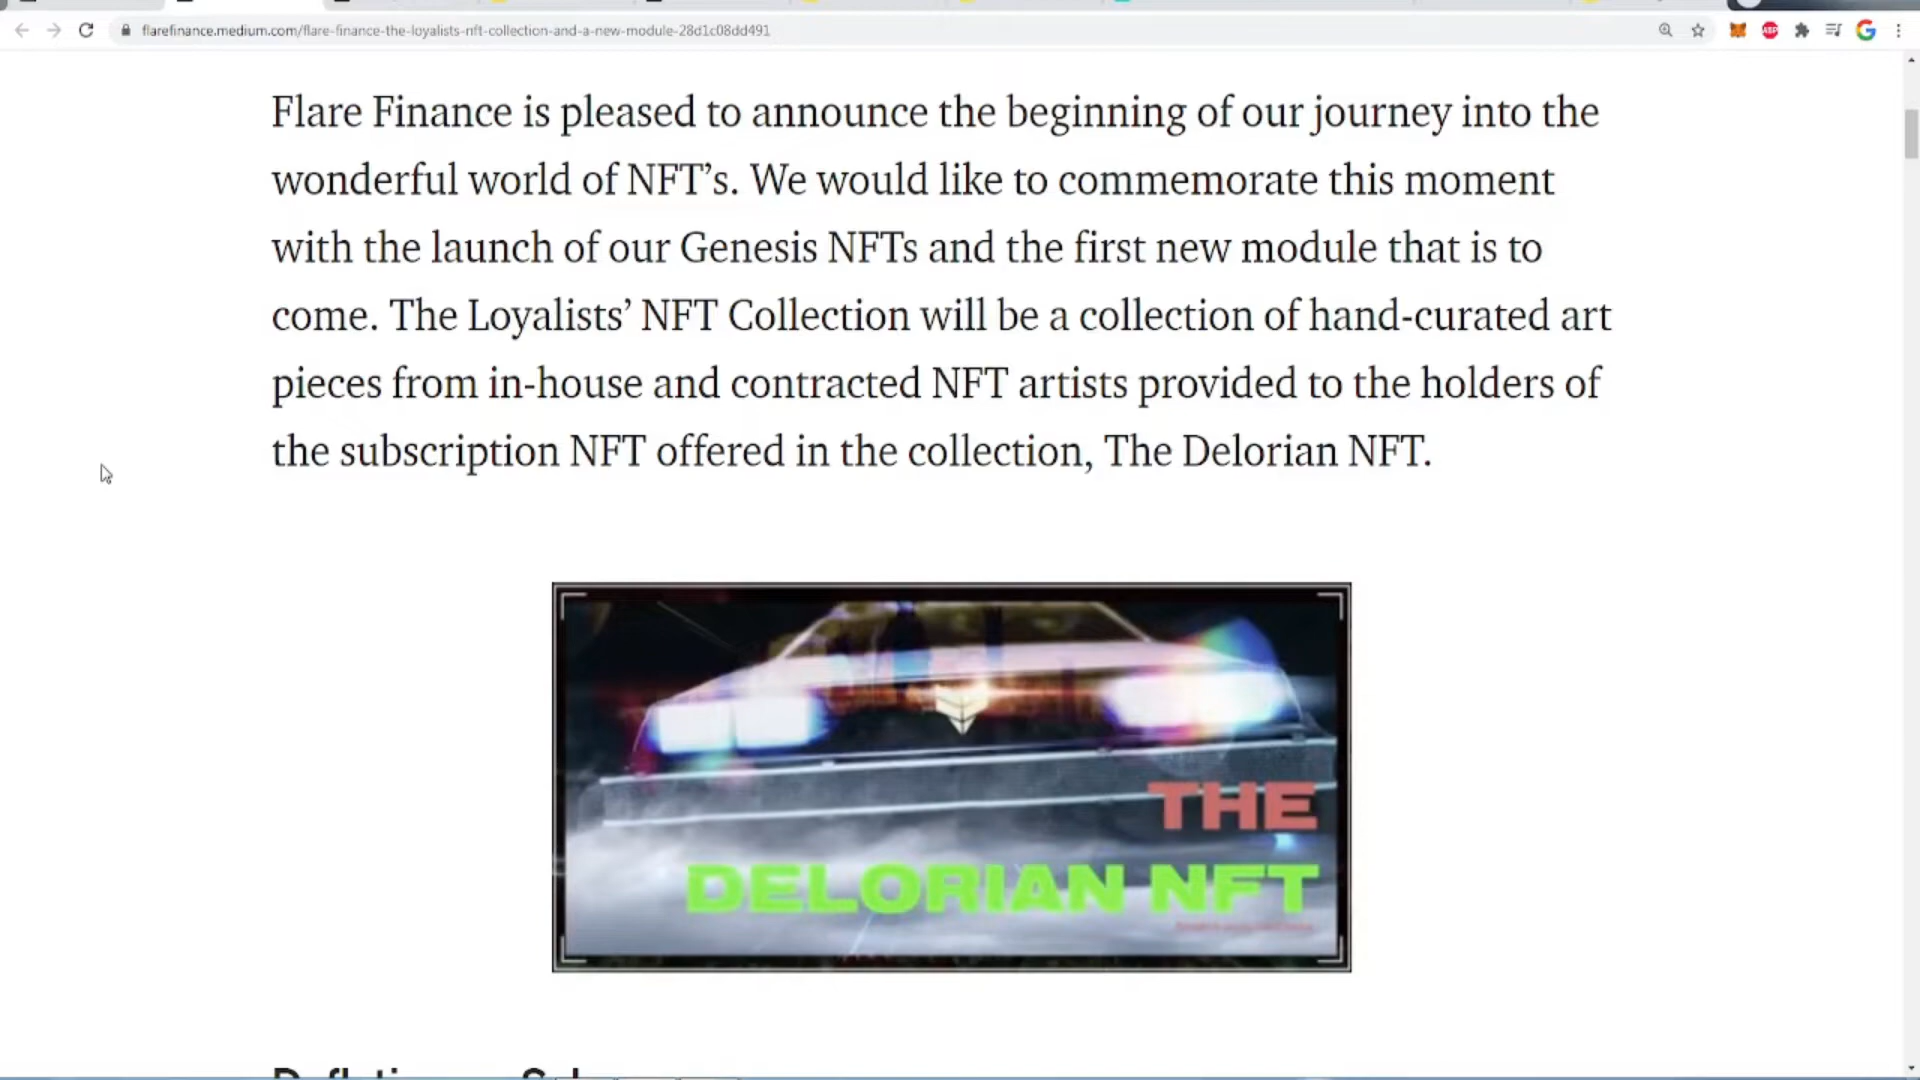 flarefinance.medium.com/flare-finance-the-loyalists-nft-collection-and-a-new-module-28d1c08dd491
ABP
Flare Finance is pleased to announce the beginning of our journey into the
wonderful world of NFT’s. We would like to commemorate this moment
with the launch of our Genesis NFTs and the first new module that is to
come. The Loyalists’ NFT Collection will be a collection of hand-curated art
pieces from in-house and contracted NFT artists provided to the holders of
the subscription NFT offered in the collection, The Delorian NFT.
THE
DELORIAN NFT